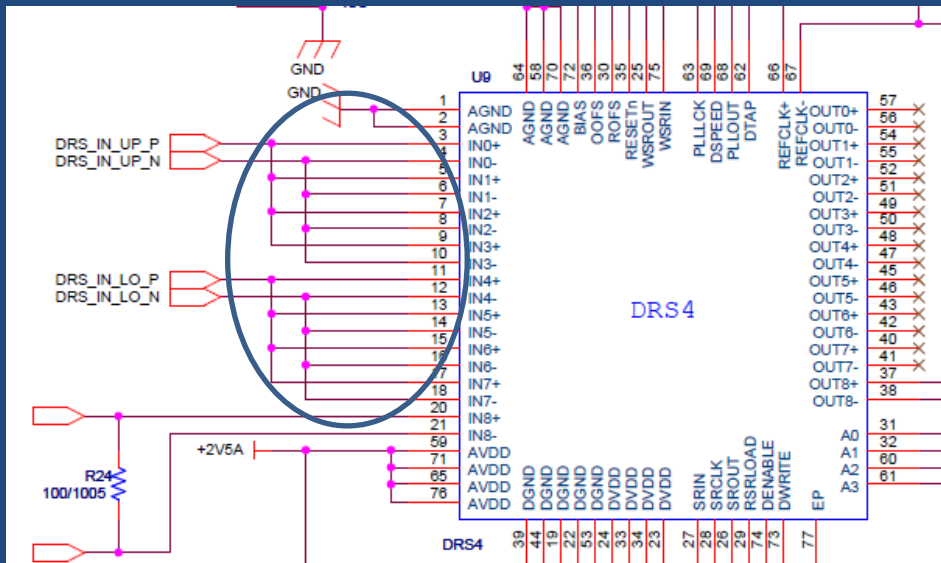 GND
GND
U9
64 58 70 72 36 30 35 25 75 63 69 68 62 66 67
AGND AGND AGND BIAS OOFS ROFS RESETn WSROUT WSRIN PLLLCK DSPEED PLLOUT DTAP REFCLK+ REFCLK-
1 AGND OUT0+ 57
2 AGND OUT0- 56
DRS_IN_UP_P 3 IN0+ OUT1+ 54
DRS_IN_UP_N 4 IN0- OUT1- 55
5 IN1+ OUT2+ 52
6 IN1- OUT2- 51
7 IN2+ OUT3+ 49
8 IN2- OUT3- 50
9 IN3+ OUT4+ 48
10 IN3- OUT4- 47
DRS_IN_LO_P 11 IN4+ OUT5+ 45
DRS_IN_LO_N 12 IN4- OUT5- 46
13 IN5+ OUT6+ 43
14 IN5- OUT6- 42
15 IN6+ OUT7+ 40
16 IN6- OUT7- 41
17 IN7+ OUT8+ 37
18 IN7- OUT8- 38
DRS4
20 IN8+
21 IN8- A0 31
+2V5A 59 AVDD A1 32
71 AVDD A2 60
65 AVDD A3 61
76 AVDD
R24
100/1005
DGND DGND DGND DGND DGND DVDD DVDD DVDD DVDD SRIN SRCLK SROUT RSRLOAD DENABLE DWRITE EP
DRS4
39 44 19 22 53 24 33 34 23 27 28 26 29 74 73 77